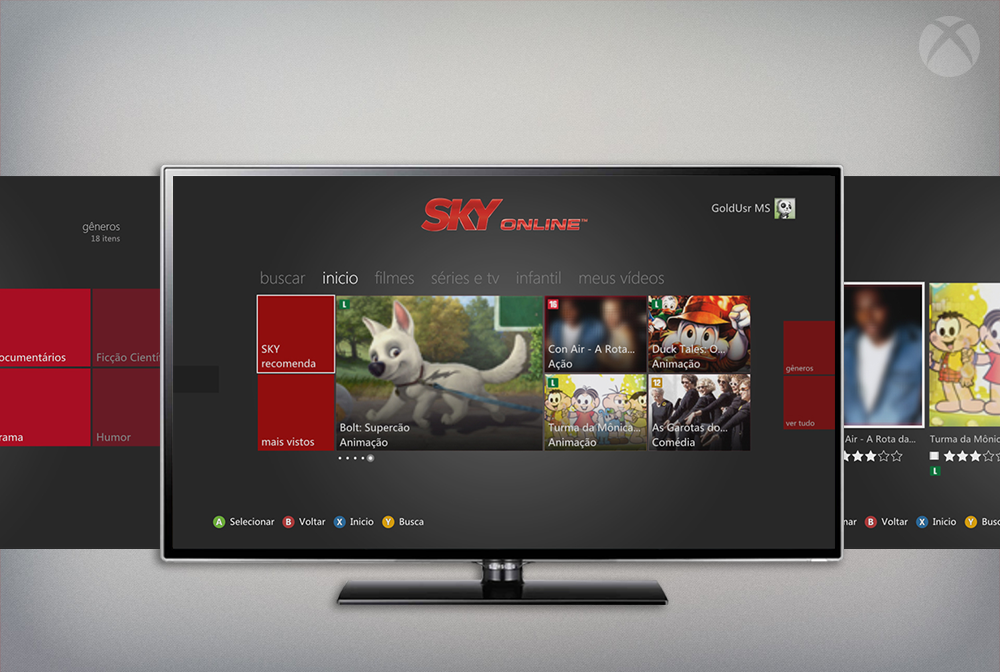 gêneros
18 itens
ocumentários
Ficção Cientí
rama
Humor
SKY ONLINE™
GoldUsr MS
buscar inicio filmes séries e tv infantil meus vídeos
SKY
recomenda
mais vistos
L
Bolt: Supercão
Animação
16
Con Air - A Rota...
Ação
L
Duck Tales: O...
Animação
L
Turma da Mônica...
Animação
12
As Garotas do...
Comédia
gêneros
ver tudo
A Selecionar B Voltar X Inicio Y Busca
Air - A Rota da...
Turma da Mônic
L
nar B Voltar X Inicio Y Busc